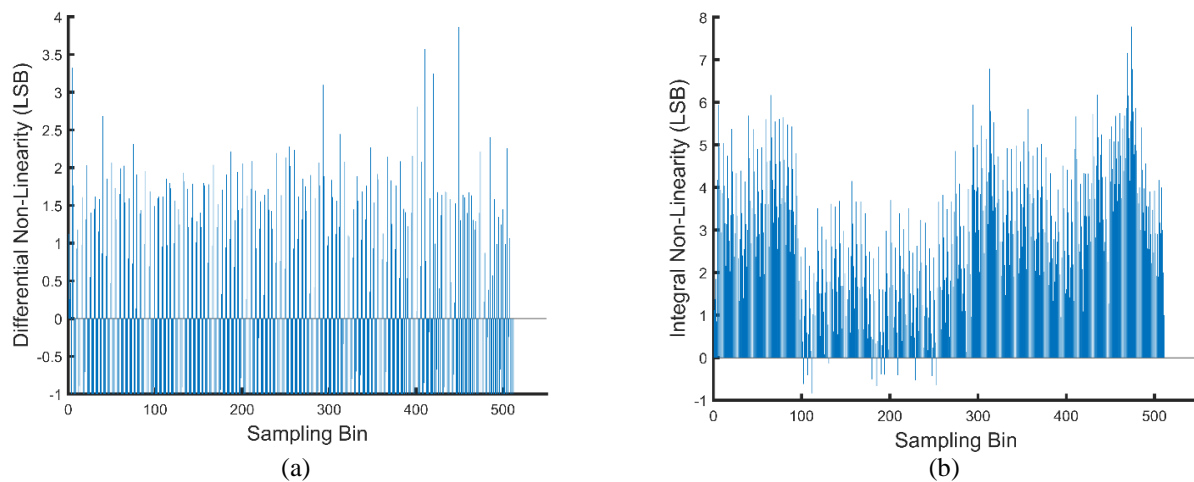 Differential Non-Linearity (LSB)
4
3.5
3
2.5
2
1.5
1
0.5
0
-0.5
-1
0 100 200 300 400 500
Sampling Bin
(a)
Integral Non-Linearity (LSB)
8
7
6
5
4
3
2
1
0
-1
0 100 200 300 400 500
Sampling Bin
(b)